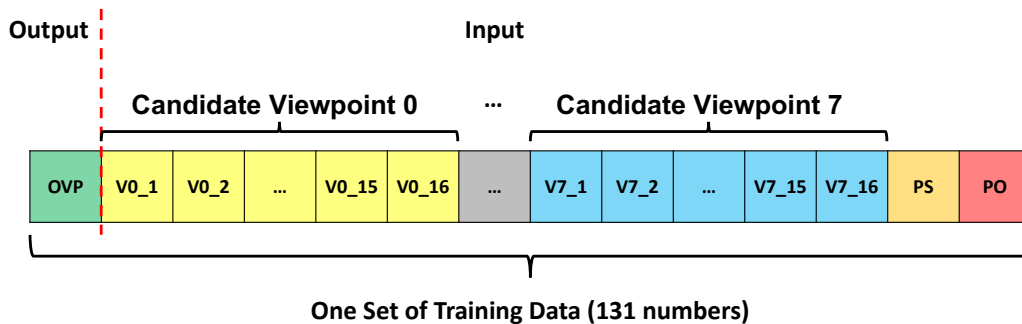 Output Input
Candidate Viewpoint 0 ... Candidate Viewpoint 7
OVP V0_1 V0_2 ... V0_15 V0_16 ... V7_1 V7_2 ... V7_15 V7_16 PS PO
One Set of Training Data (131 numbers)